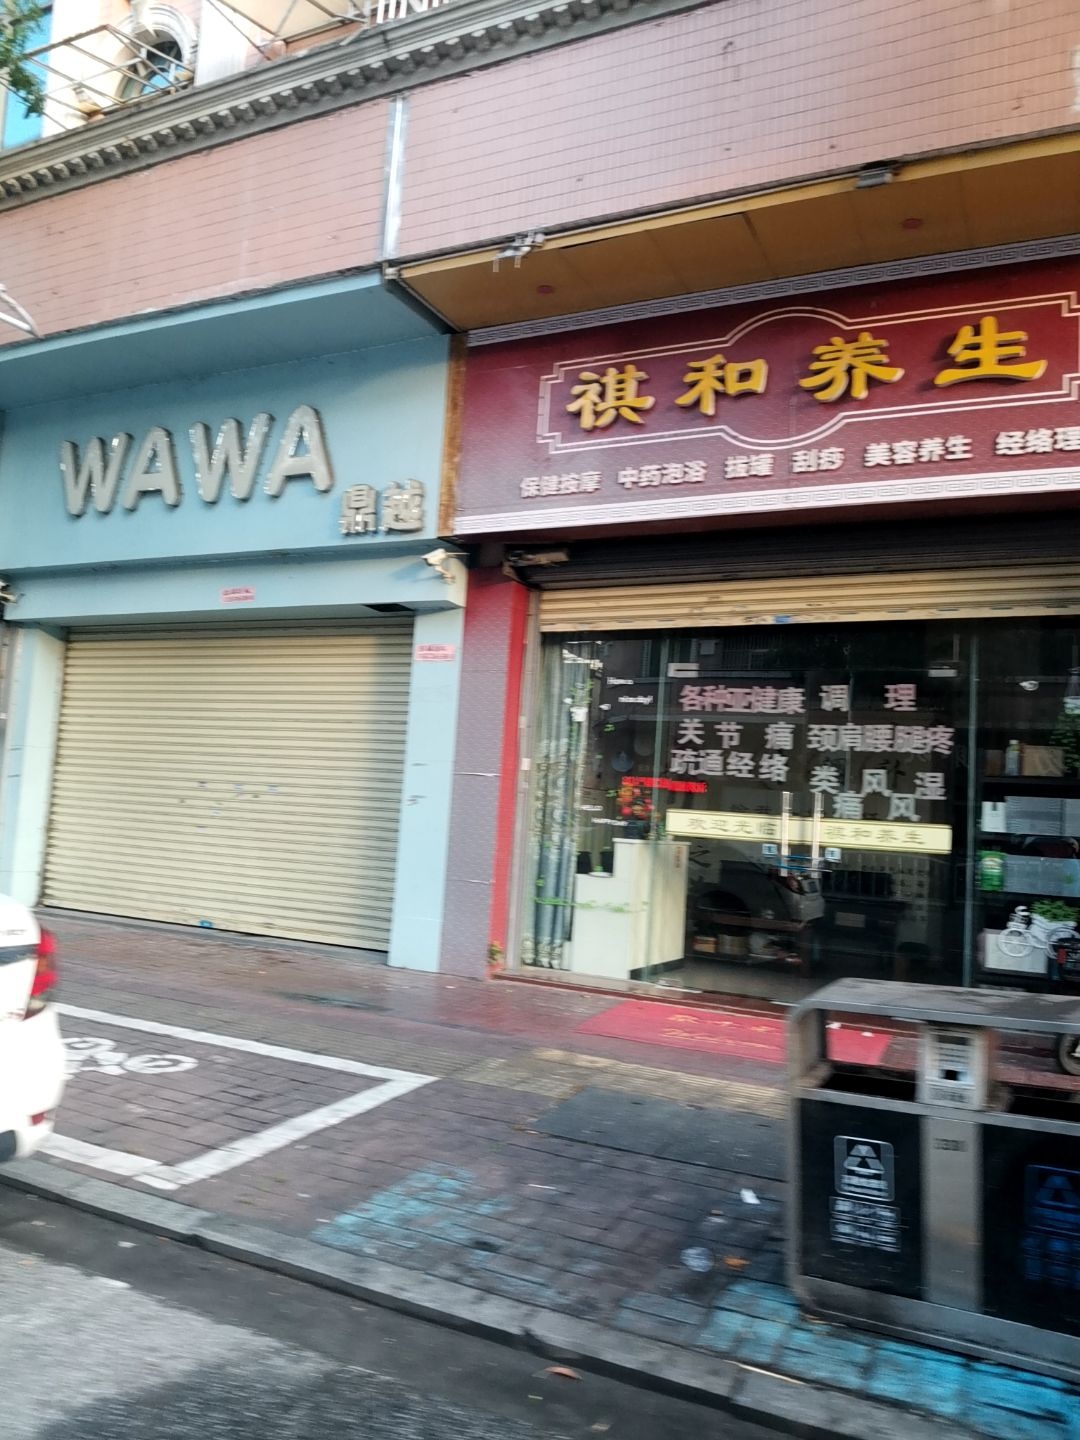 WAWA
鼎越
祺和养生
保健按摩 中药泡浴 拔罐 刮痧 美容养生 经络理
各种亚健康 调 理
关 节 痛 颈肩腰腿疼
疏通经络 类 风 湿
痛 风
欢迎光临 祺和养生
HELLO